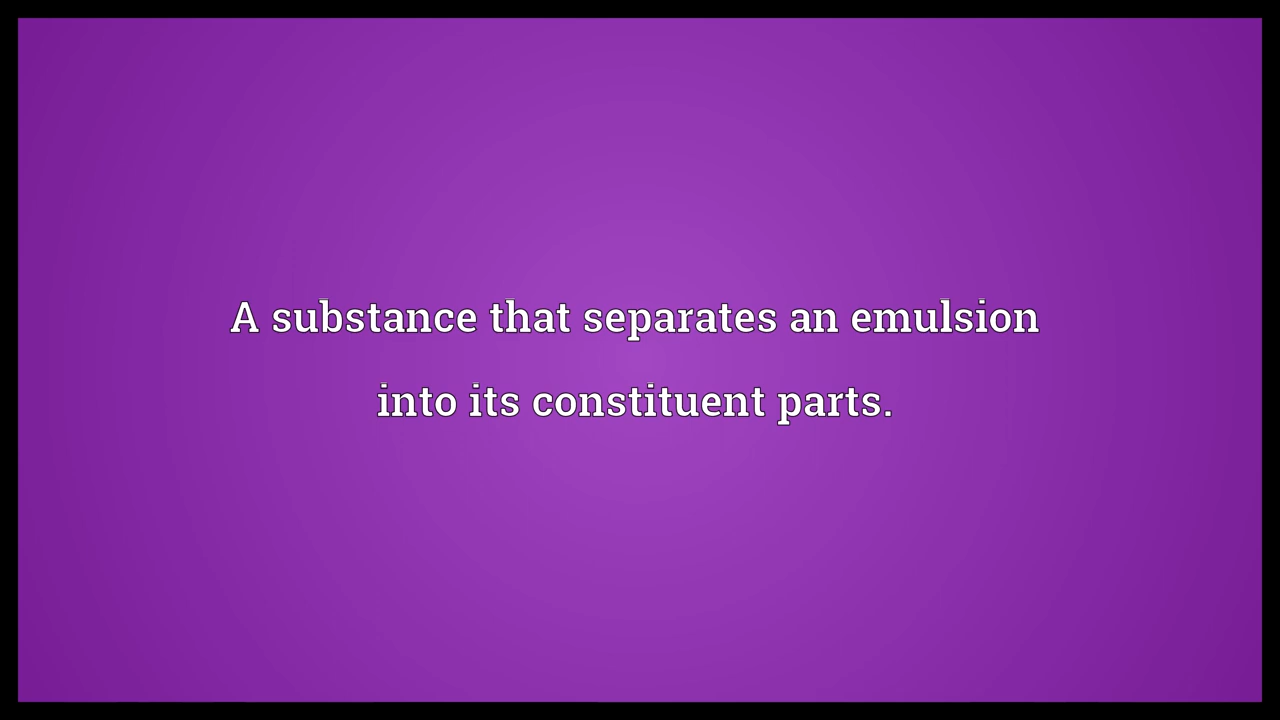 A substance that separates an emulsion
into its constituent parts.